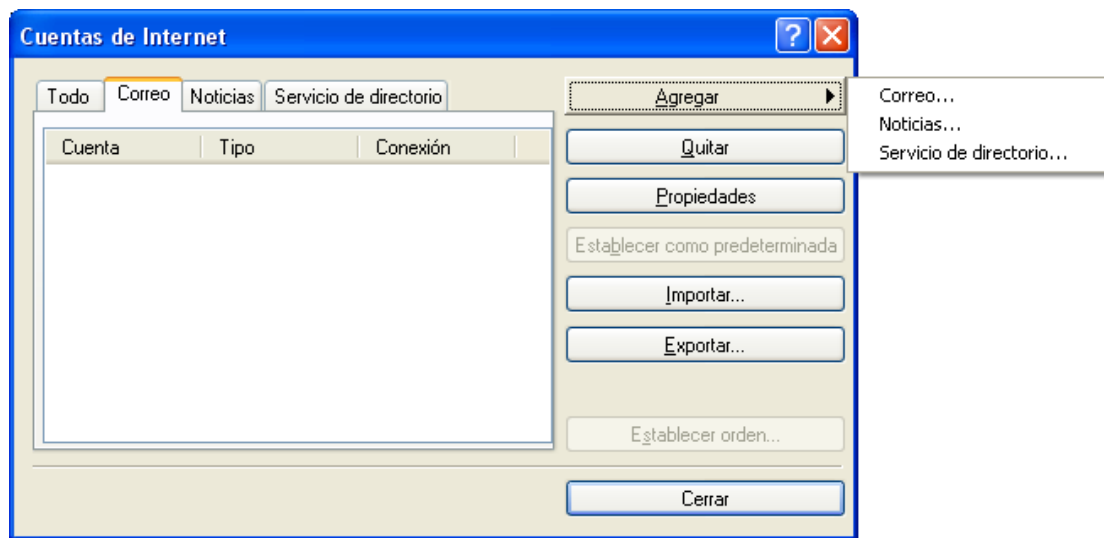 Cuentas de Internet
Todo Correo Noticias Servicio de directorio
Cuenta Tipo Conexión
Agregar
Quitar
Propiedades
Establecer como predeterminada
Importar...
Exportar...
Establecer orden...
Cerrar
Correo...
Noticias...
Servicio de directorio...